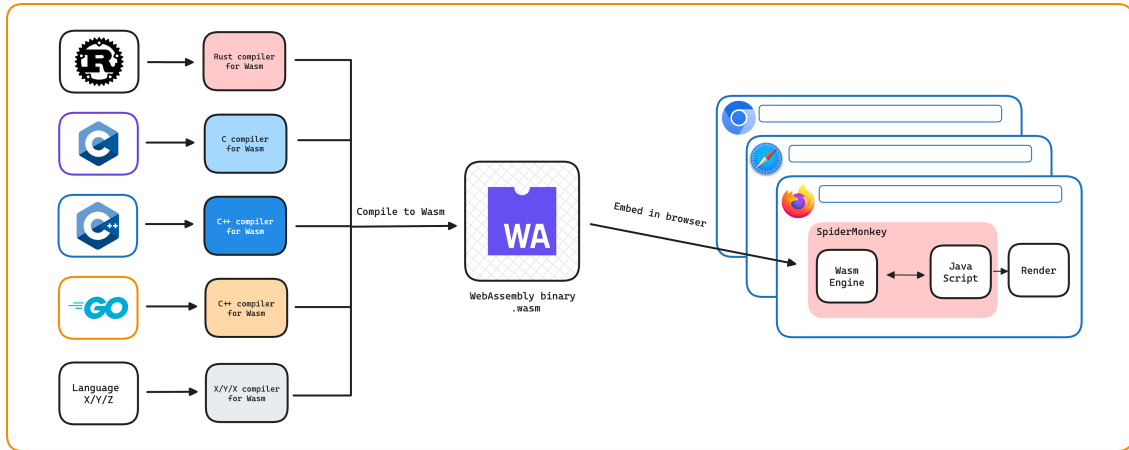 R
Rust compiler
for Wasm
C
C compiler
for Wasm
C++
C++ compiler
for Wasm
GO
C++ compiler
for Wasm
Language
X/Y/Z
X/Y/X compiler
for Wasm
Compile to Wasm
WA
WebAssembly binary
.wasm
Embed in browser
SpiderMonkey
Wasm
Engine
Java
Script
Render